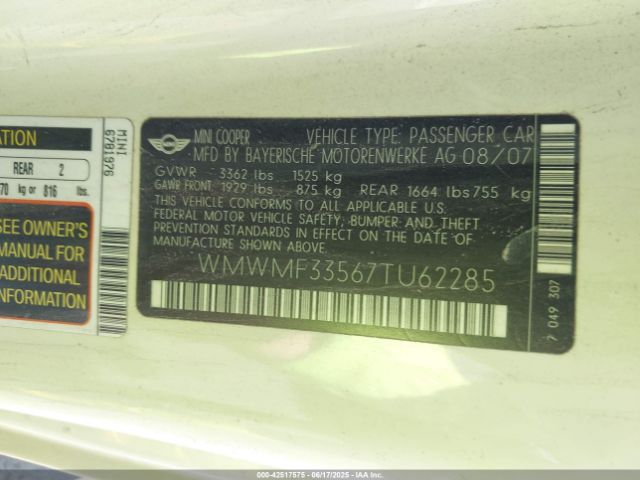 ATION
REAR 2
70 kg or 816 lbs.
SEE OWNER'S
MANUAL FOR
ADDITIONAL
INFORMATION
MINI
6781976
MINI COOPER VEHICLE TYPE: PASSENGER CAR
MFD BY BAYERISCHE MOTORENWERKE AG 08/07
GVWR 3362 lbs 1525 kg
GAWR FRONT 1929 lbs 875 kg REAR 1664 lbs 755 kg
THIS VEHICLE CONFORMS TO ALL APPLICABLE U.S.
FEDERAL MOTOR VEHICLE SAFETY, BUMPER AND THEFT
PREVENTION STANDARDS IN EFFECT ON THE DATE OF
MANUFACTURE SHOWN ABOVE.
WMWMF33567TU62285
7 049 307
000-42517575 - 06/17/2025 - IAA Inc.